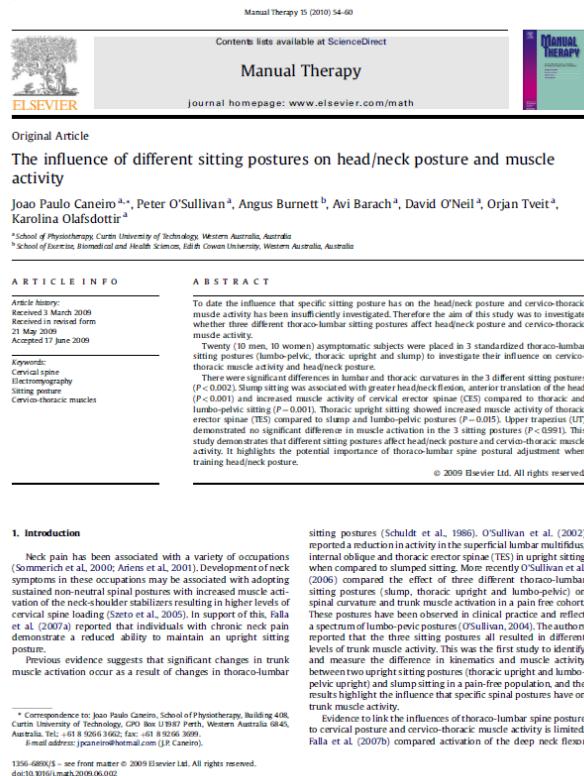 Manual Therapy 15 (2010) 54–60
Contents lists available at ScienceDirect
Manual Therapy
journal homepage: www.elsevier.com/math
ELSEVIER
MANUAL
THERAPY
Original Article
The influence of different sitting postures on head/neck posture and muscle
activity
Joao Paulo Caneiro a,*, Peter O'Sullivan a, Angus Burnett b, Avi Barach a, David O'Neil a, Orjan Tveit a,
Karolina Olafsdottir a
a School of Physiotherapy, Curtin University of Technology, Western Australia, Australia
b School of Exercise, Biomedical and Health Sciences, Edith Cowan University, Western Australia, Australia
ARTICLE INFO
Article history:
Received 3 March 2009
Received in revised form
21 May 2009
Accepted 17 June 2009
Keywords:
Cervical spine
Electromyography
Sitting posture
Cervico-thoracic muscles
ABSTRACT
To date the influence that specific sitting posture has on the head/neck posture and cervico-thoracic
muscle activity has been insufficiently investigated. Therefore the aim of this study was to investigate
whether three different thoraco-lumbar sitting postures affect head/neck posture and cervico-thoracic
muscle activity.
Twenty (10 men, 10 women) asymptomatic subjects were placed in 3 standardized thoraco-lumbar
sitting postures (lumbo-pelvic, thoracic upright and slump) to investigate their influence on cervico-
thoracic muscle activity and head/neck posture.
There were significant differences in lumbar and thoracic curvatures in the 3 different sitting postures
(P < 0.002). Slump sitting was associated with greater head/neck flexion, anterior translation of the head
(P < 0.001) and increased muscle activity of cervical erector spinae (CES) compared to thoracic and
lumbo-pelvic sitting (P = 0.001). Thoracic upright sitting showed increased muscle activity of thoracic
erector spinae (TES) compared to slump and lumbo-pelvic postures (P = 0.015). Upper trapezius (UT)
demonstrated no significant difference in muscle activation in the 3 sitting postures (P < 0.991). This
study demonstrates that different sitting postures affect head/neck posture and cervico-thoracic muscle
activity. It highlights the potential importance of thoraco-lumbar spine postural adjustment when
training head/neck posture.
© 2009 Elsevier Ltd. All rights reserved.
1. Introduction
Neck pain has been associated with a variety of occupations
(Sommerich et al., 2000; Ariens et al., 2001). Development of neck
symptoms in these occupations may be associated with adopting
sustained non-neutral spinal postures with increased muscle acti-
vation of the neck-shoulder stabilizers resulting in higher levels of
cervical spine loading (Szeto et al., 2005). In support of this, Falla
et al. (2007a) reported that individuals with chronic neck pain
demonstrate a reduced ability to maintain an upright sitting
posture.
Previous evidence suggests that significant changes in trunk
muscle activation occur as a result of changes in thoraco-lumbar
* Correspondence to: Joao Paulo Caneiro, School of Physiotherapy, Building 408,
Curtin University of Technology, GPO Box U1987 Perth, Western Australia 6845,
Australia. Tel.: +61 8 9266 3662; fax: +61 8 9266 3699.
E-mail address: jpcaneiro@hotmail.com (J.P. Caneiro).
1356-689X/$ – see front matter © 2009 Elsevier Ltd. All rights reserved.
doi:10.1016/j.math.2009.06.002
sitting postures (Schuldt et al., 1986). O'Sullivan et al. (2002)
reported a reduction in activity in the superficial lumbar multifidus,
internal oblique and thoracic erector spinae (TES) in upright sitting
when compared to slumped sitting. More recently O'Sullivan et al.
(2006) compared the effect of three different thoraco-lumbar
sitting postures (slump, thoracic upright and lumbo-pelvic) on
spinal curvature and trunk muscle activation in a pain free cohort.
These postures have been observed in clinical practice and reflect
a spectrum of lumbo-pevic postures (O'Sullivan, 2004). The authors
reported that the three sitting postures all resulted in different
levels of trunk muscle activity. This was the first study to identify
and measure the difference in kinematics and muscle activity
between two upright sitting postures (thoracic upright and lumbo-
pelvic upright) and slump sitting in a pain-free population, and the
results highlight the influence that specific spinal postures have on
trunk muscle activity.
Evidence to link the influences of thoraco-lumbar spine posture
to cervical posture and cervico-thoracic muscle activity is limited.
Falla et al. (2007b) compared activation of the deep neck flexor